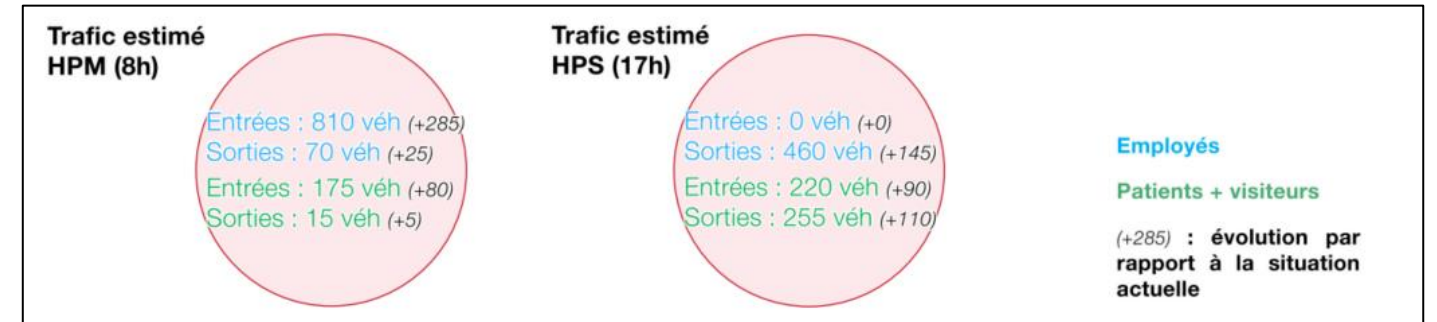 Trafic estimé
HPM (8h)
Entrées : 810 véh (+285)
Sorties : 70 véh (+25)
Entrées : 175 véh (+80)
Sorties : 15 véh (+5)
Trafic estimé
HPS (17h)
Entrées : 0 véh (+0)
Sorties : 460 véh (+145)
Entrées : 220 véh (+90)
Sorties : 255 véh (+110)
Employés
Patients + visiteurs
(+285) : évolution par
rapport à la situation
actuelle